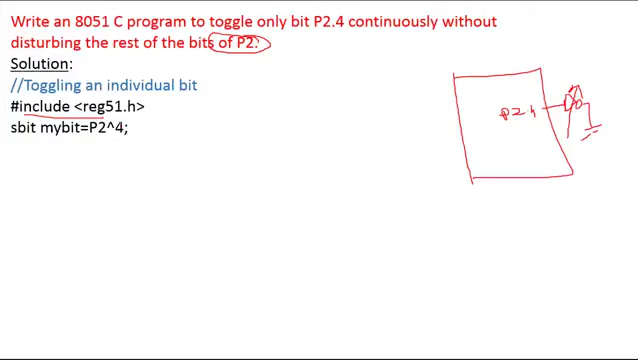 Write an 8051 C program to toggle only bit P2.4 continuously without
disturbing the rest of the bits of P2.
Solution:
//Toggling an individual bit
#include <reg51.h>
sbit mybit=P2^4;
P2.4